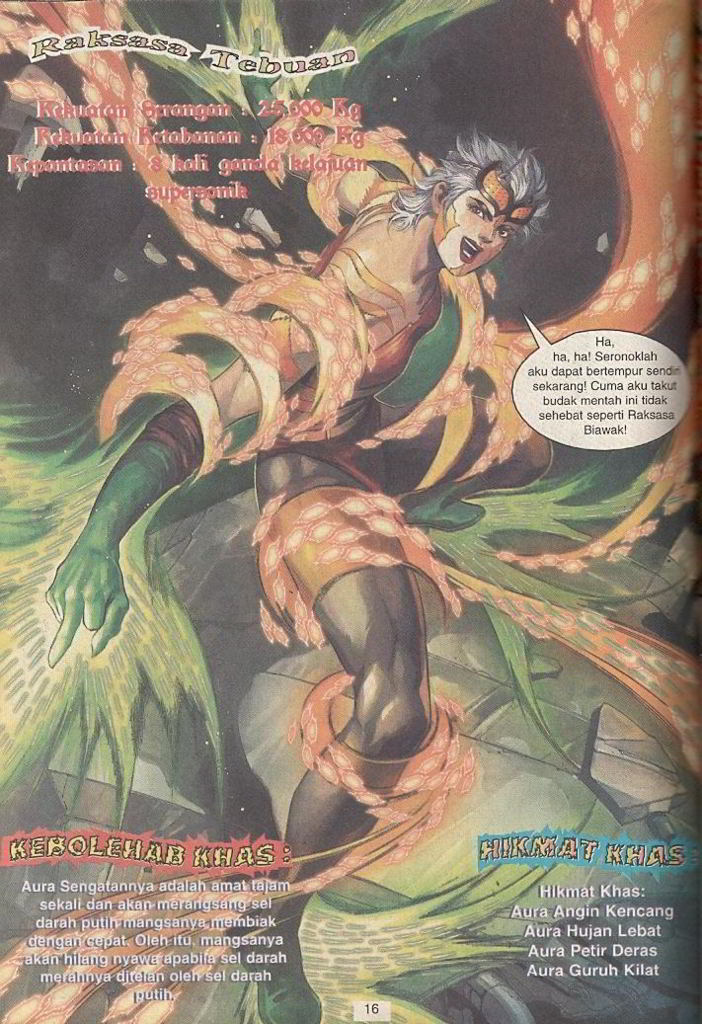 Raksasa Tebuan
Kekuatan Serangan : 25,000 Kg
Kekuatan Ketahanan : 18,000 Kg
Kepantasan : 8 kali ganda kelajuan
supersonik
Ha,
ha, ha! Seronoklah
aku dapat bertempur sendiri
sekarang! Cuma aku takut
budak mentah ini tidak
sehebat seperti Raksasa
Biawak!
KEBOLEHAB KHAS :
Aura Sengatannya adalah amat tajam
sekali dan akan merangsang sel
darah putih mangsanya membiak
dengan cepat. Oleh itu, mangsanya
akan hilang nyawa apabila sel darah
merahnya ditelan oleh sel darah
putih.
HIKMAT KHAS
HIkmat Khas:
Aura Angin Kencang
Aura Hujan Lebat
Aura Petir Deras
Aura Guruh Kilat
16